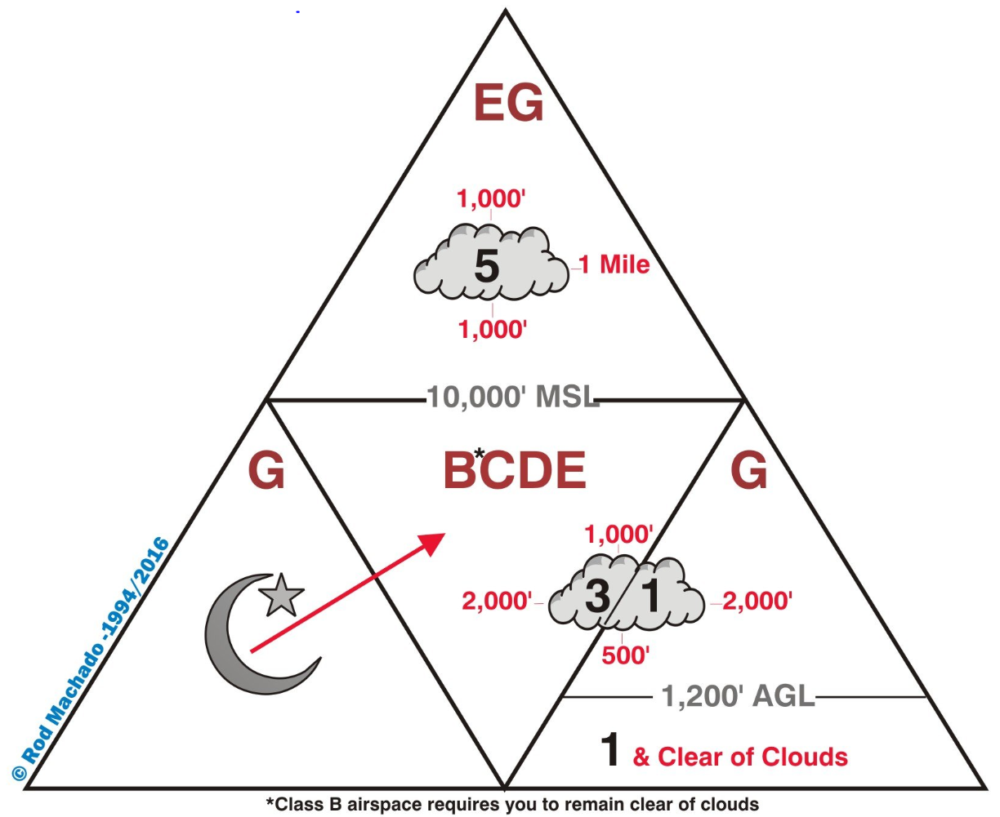 EG
1,000'
5
1 Mile
1,000'
10,000' MSL
G
B*CDE
G
1,000'
2,000'
3
1
2,000'
500'
1,200' AGL
1 & Clear of Clouds
© Rod Machado -1994/2016
*Class B airspace requires you to remain clear of clouds